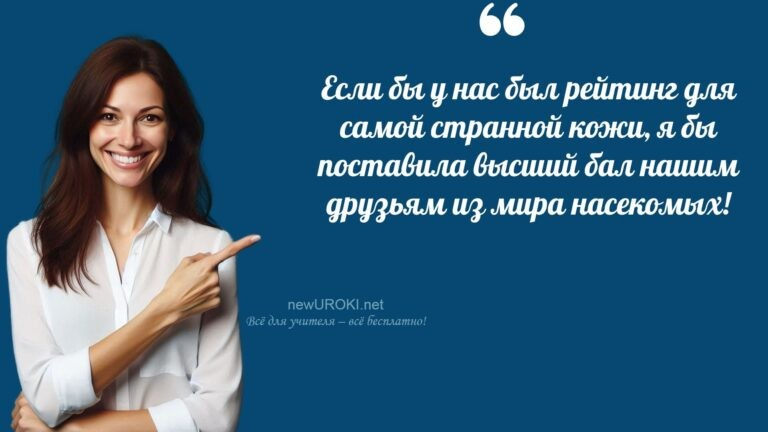 Если бы у нас был рейтинг для
самой странной кожи, я бы
поставила высший бал нашим
друзьям из мира насекомых!
newUROKI.net
Всё для учителя – всё бесплатно!